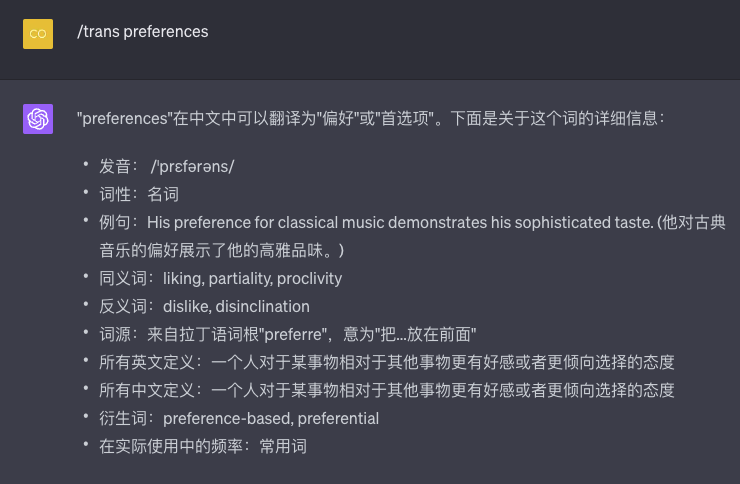 CO
/trans preferences
"preferences"在中文中可以翻译为"偏好"或"首选项"。下面是关于这个词的详细信息：
• 发音： /ˈprɛfərəns/
• 词性：名词
• 例句：His preference for classical music demonstrates his sophisticated taste. (他对古典
音乐的偏好展示了他的高雅品味。)
• 同义词：liking, partiality, proclivity
• 反义词：dislike, disinclination
• 词源：来自拉丁语词根"preferre"，意为"把...放在前面"
• 所有英文定义：一个人对于某事物相对于其他事物更有好感或者更倾向选择的态度
• 所有中文定义：一个人对于某事物相对于其他事物更有好感或者更倾向选择的态度
• 衍生词：preference-based, preferential
• 在实际使用中的频率：常用词